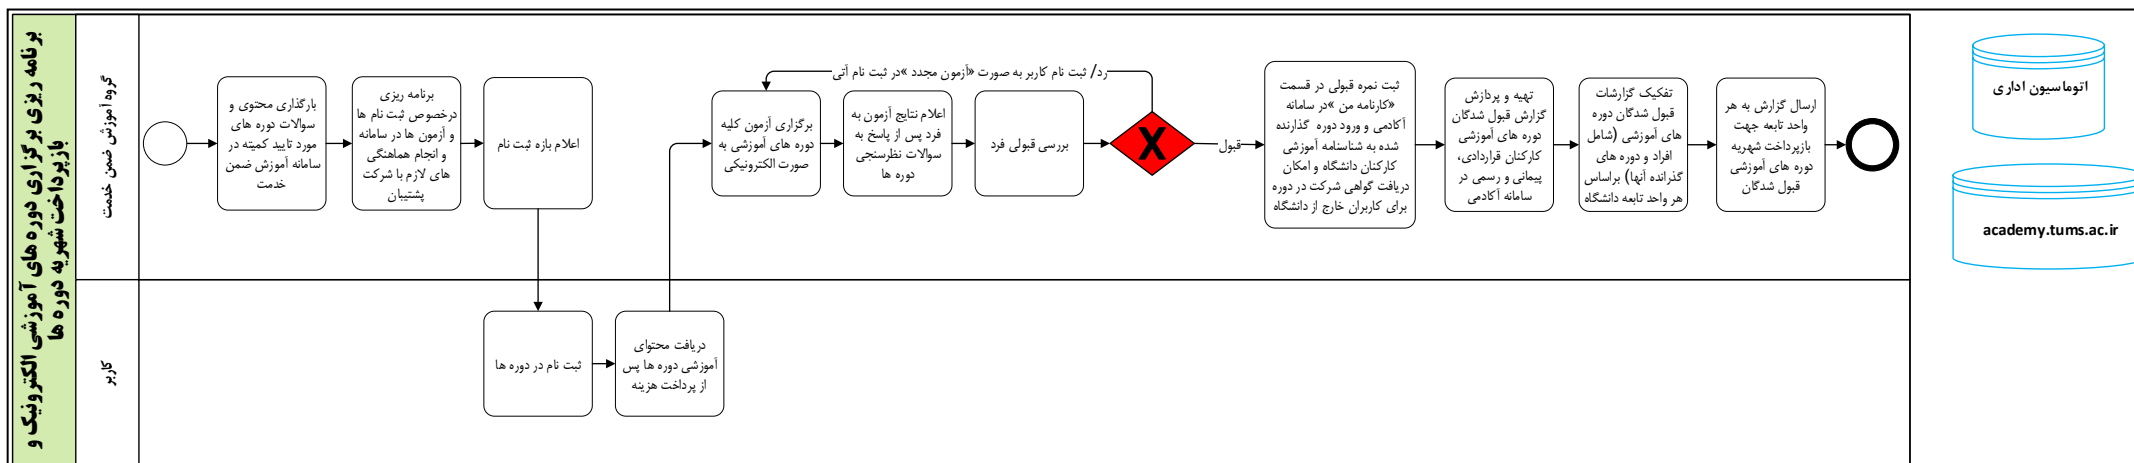 برنامه ریزی برگزاری دوره های آموزشی الکترونیک و
بازپرداخت شهریه دوره ها
گروه آموزش ضمن خدمت
کاربر
بارگذاری محتوی و
سوالات دوره های
مورد تایید کمیته در
سامانه آموزش ضمن
خدمت
برنامه ریزی
درخصوص ثبت نام ها
و آزمون ها در سامانه
و انجام هماهنگی
های لازم با شرکت
پشتیبان
اعلام بازه ثبت نام
ثبت نام در دوره ها
دریافت محتوای
آموزشی دوره ها پس
از پرداخت هزینه
برگزاری آزمون کلیه
دوره های آموزشی به
صورت الکترونیکی
اعلام نتایج آزمون به
فرد پس از پاسخ به
سوالات نظرسنجی
دوره ها
بررسی قبولی فرد
رد/ ثبت نام کاربر به صورت «آزمون مجدد »در ثبت نام آتی
X
قبول
ثبت نمره قبولی در قسمت
«کارنامه من »در سامانه
آکادمی و ورود دوره گذارنده
شده به شناسنامه آموزشی
کارکنان دانشگاه و امکان
دریافت گواهی شرکت در دوره
برای کاربران خارج از دانشگاه
تهیه و پردازش
گزارش قبول شدگان
دوره های آموزشی
کارکنان قراردادی،
پیمانی و رسمی در
سامانه آکادمی
تفکیک گزارشات
قبول شدگان دوره
های آموزشی (شامل
افراد و دوره های
گذرانده آنها) براساس
هر واحد تابعه دانشگاه
ارسال گزارش به هر
واحد تابعه جهت
بازپرداخت شهریه
دوره های آموزشی
قبول شدگان
اتوماسیون اداری
academy.tums.ac.ir